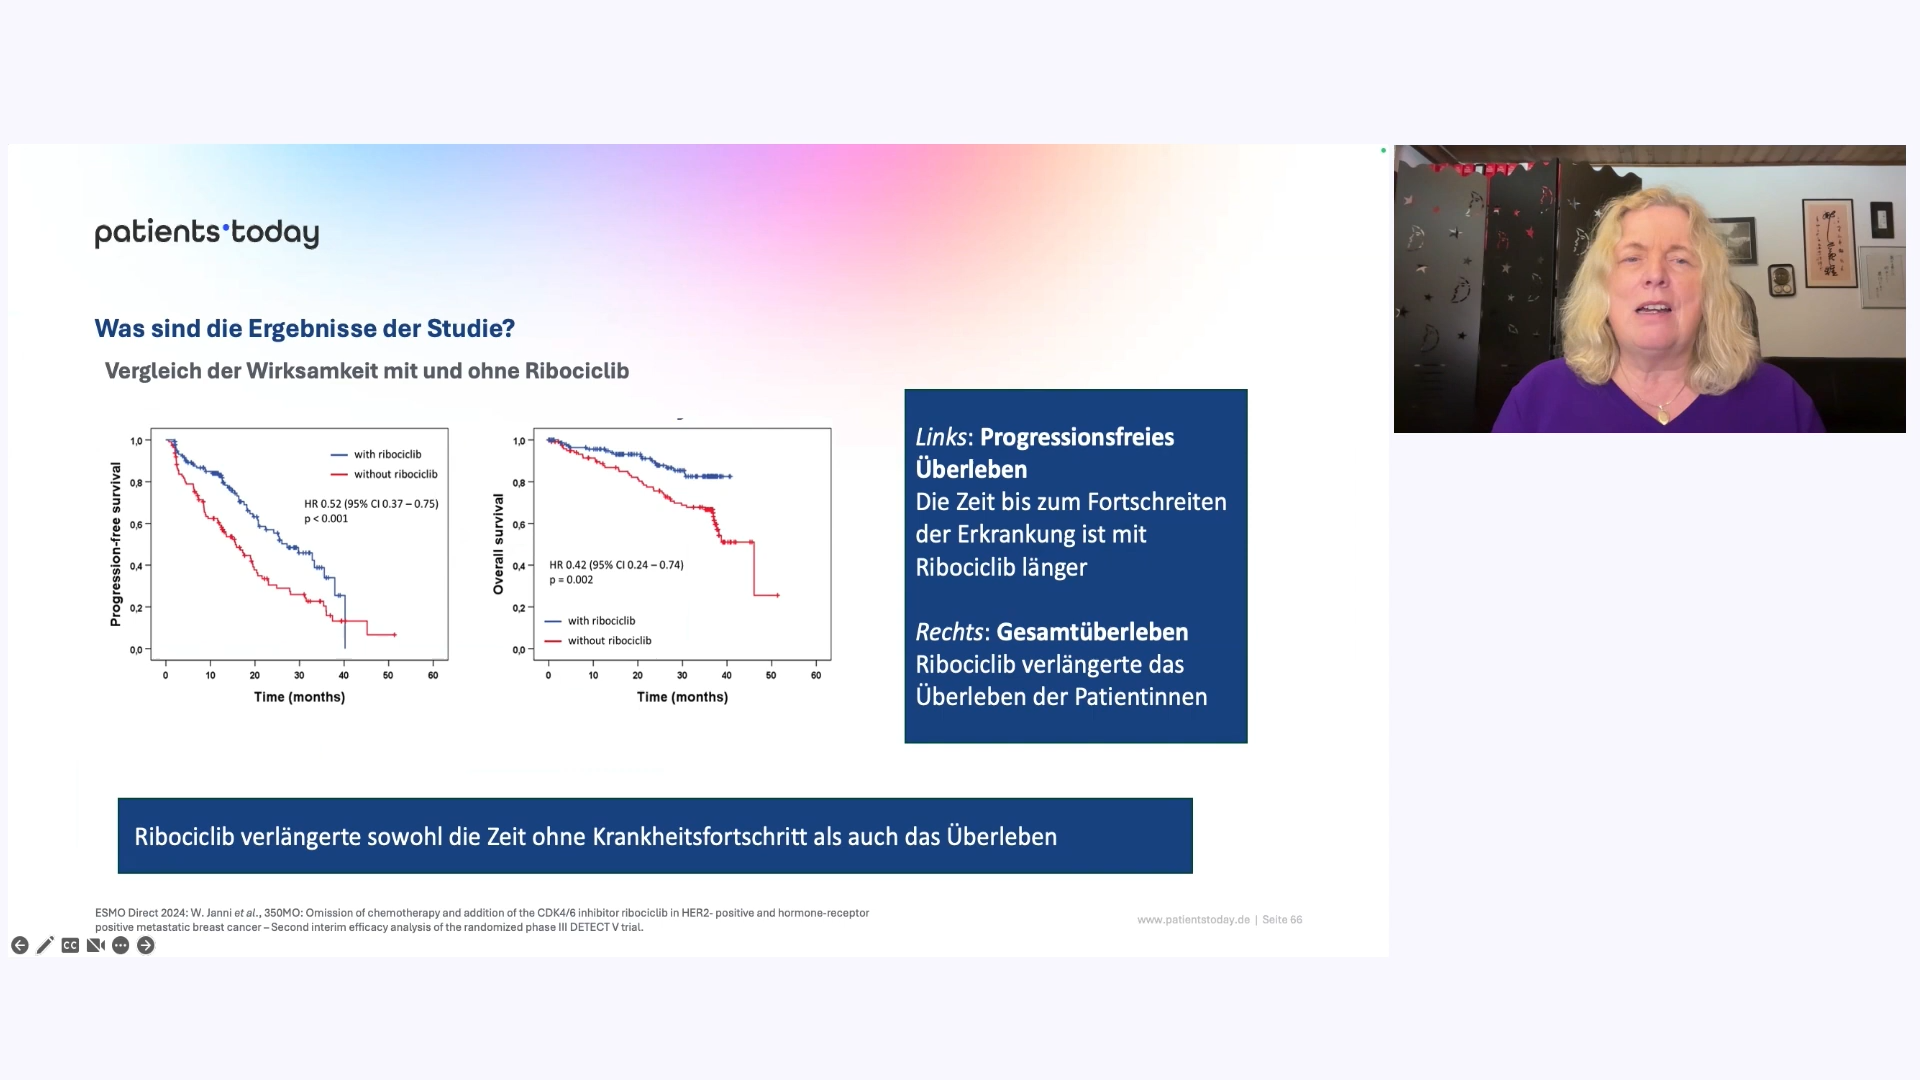 patients·today
Was sind die Ergebnisse der Studie?
Vergleich der Wirksamkeit mit und ohne Ribociclib
Progression-free survival
1,0
0,8
0,6
0,4
0,2
0,0
with ribociclib
without ribociclib
HR 0.52 (95% CI 0.37 – 0.75)
p < 0.001
0 10 20 30 40 50 60
Time (months)
Overall survival
1,0
0,8
0,6
0,4
0,2
0,0
HR 0.42 (95% CI 0.24 – 0.74)
p = 0.002
with ribociclib
without ribociclib
0 10 20 30 40 50 60
Time (months)
Links: Progressionsfreies
Überleben
Die Zeit bis zum Fortschreiten
der Erkrankung ist mit
Ribociclib länger
Rechts: Gesamtüberleben
Ribociclib verlängerte das
Überleben der Patientinnen
Ribociclib verlängerte sowohl die Zeit ohne Krankheitsfortschritt als auch das Überleben
ESMO Direct 2024: W. Janni et al., 350MO: Omission of chemotherapy and addition of the CDK4/6 inhibitor ribociclib in HER2- positive and hormone-receptor
positive metastatic breast cancer – Second interim efficacy analysis of the randomized phase III DETECT V trial.
www.patientstoday.de | Seite 66
CC